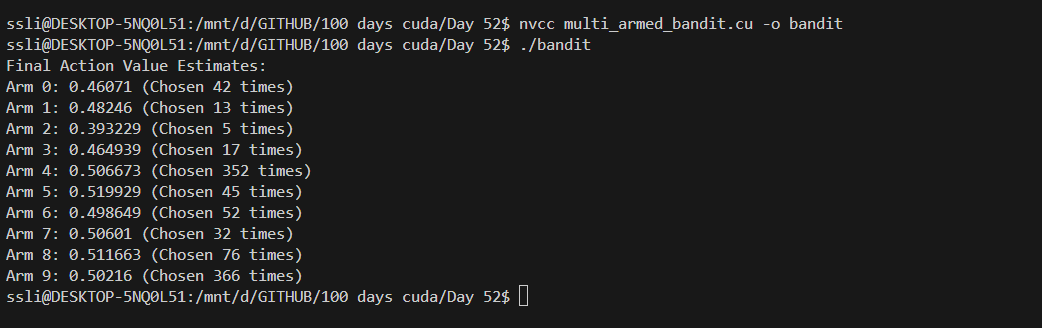 ssli@DESKTOP-5NQ0L51:/mnt/d/GITHUB/100 days cuda/Day 52$ nvcc multi_armed_bandit.cu -o bandit
ssli@DESKTOP-5NQ0L51:/mnt/d/GITHUB/100 days cuda/Day 52$ ./bandit
Final Action Value Estimates:
Arm 0: 0.46071 (Chosen 42 times)
Arm 1: 0.48246 (Chosen 13 times)
Arm 2: 0.393229 (Chosen 5 times)
Arm 3: 0.464939 (Chosen 17 times)
Arm 4: 0.506673 (Chosen 352 times)
Arm 5: 0.519929 (Chosen 45 times)
Arm 6: 0.498649 (Chosen 52 times)
Arm 7: 0.50601 (Chosen 32 times)
Arm 8: 0.511663 (Chosen 76 times)
Arm 9: 0.50216 (Chosen 366 times)
ssli@DESKTOP-5NQ0L51:/mnt/d/GITHUB/100 days cuda/Day 52$